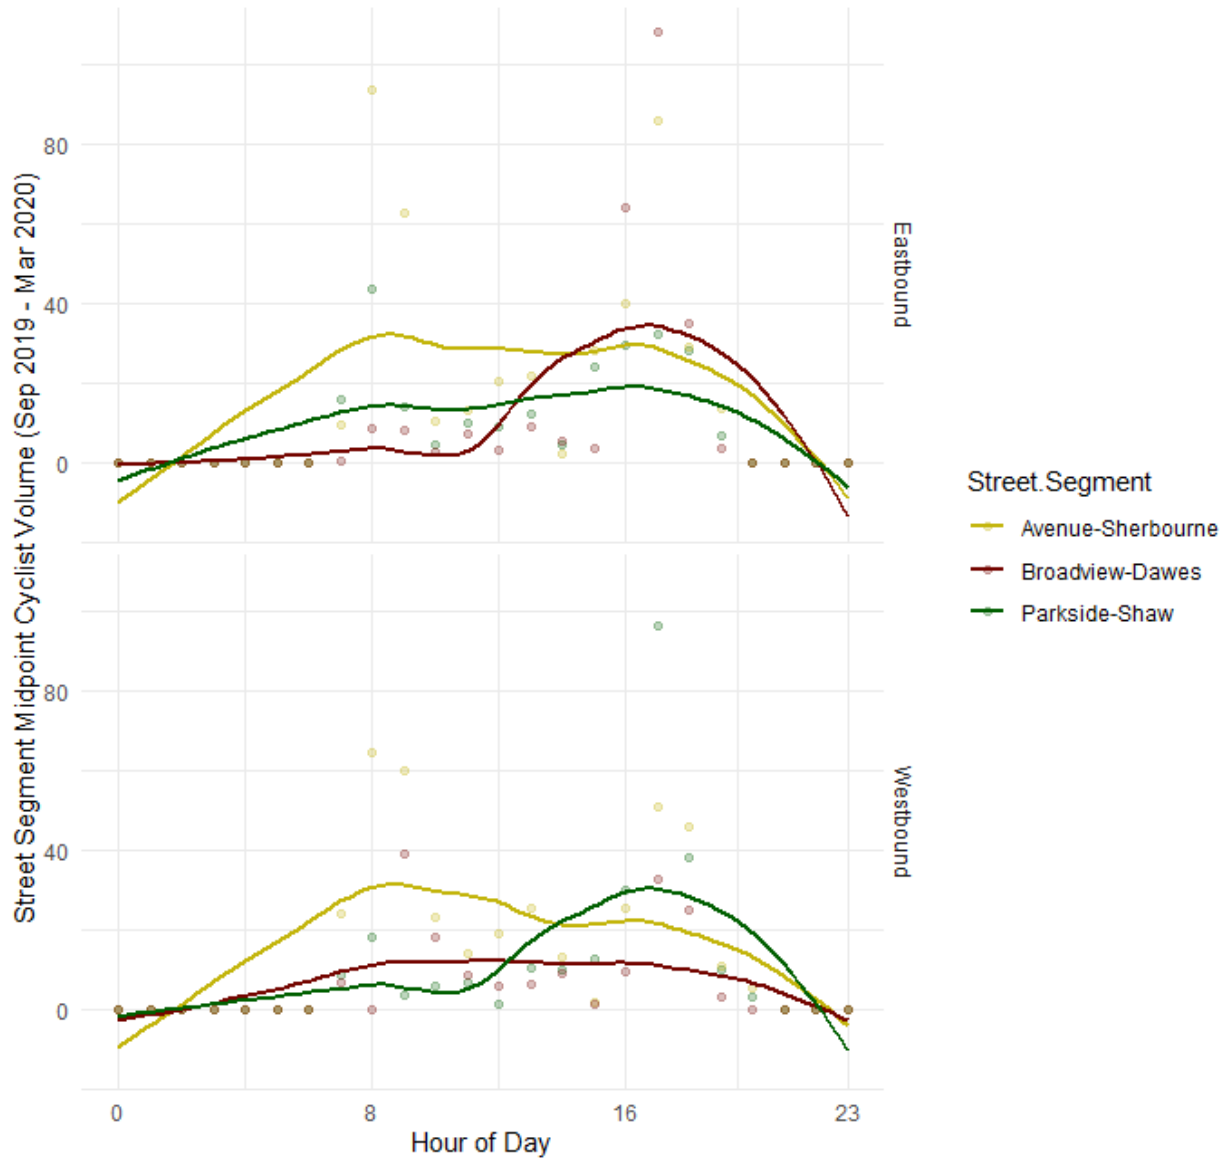 Street Segment Midpoint Cyclist Volume (Sep 2019 - Mar 2020)
80
40
0
Eastbound
80
40
0
Westbound
0 8 16 23
Hour of Day
Street.Segment
Avenue-Sherbourne
Broadview-Dawes
Parkside-Shaw